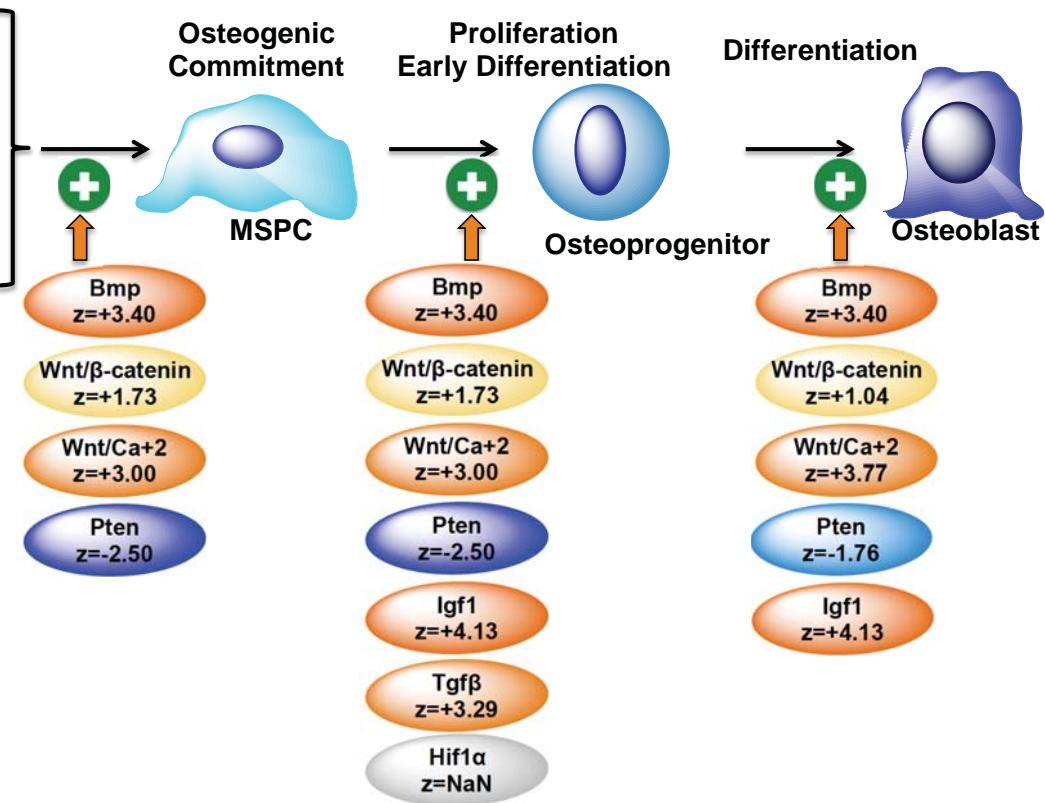 Osteogenic
Commitment
Proliferation
Early Differentiation
Differentiation
MSPC
Osteoprogenitor
Osteoblast
Bmp
z=+3.40
Wnt/β-catenin
z=+1.73
Wnt/Ca+2
z=+3.00
Pten
z=-2.50
Bmp
z=+3.40
Wnt/β-catenin
z=+1.73
Wnt/Ca+2
z=+3.00
Pten
z=-2.50
Igf1
z=+4.13
Tgfβ
z=+3.29
Hif1α
z=NaN
Bmp
z=+3.40
Wnt/β-catenin
z=+1.04
Wnt/Ca+2
z=+3.77
Pten
z=-1.76
Igf1
z=+4.13